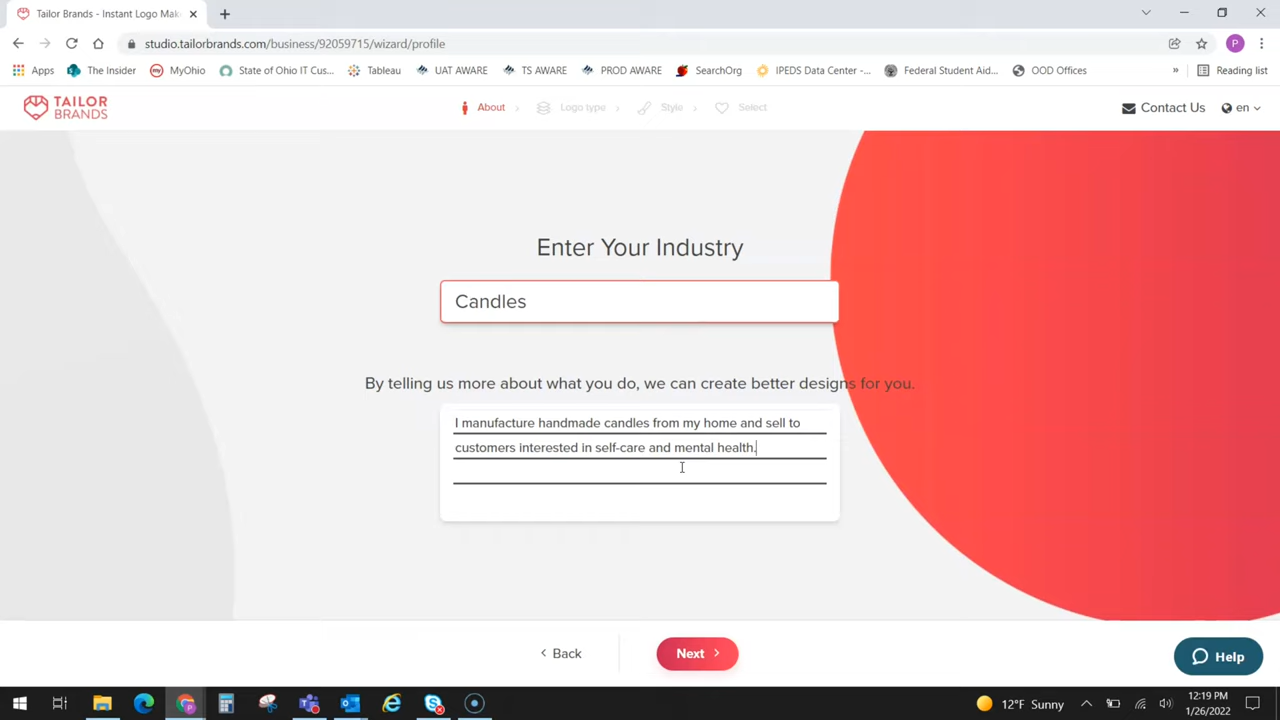 Tailor Brands - Instant Logo Mak
studio.tailorbrands.com/business/92059715/wizard/profile
P
Apps
The Insider
MyOhio
State of Ohio IT Cus...
Tableau
UAT AWARE
TS AWARE
PROD AWARE
SearchOrg
IPEDS Data Center -...
Federal Student Aid...
OOD Offices
»
Reading list
TAILOR
BRANDS
About
Logo type
Style
Select
Contact Us
en
Enter Your Industry
Candles
By telling us more about what you do, we can create better designs for you.
I manufacture handmade candles from my home and sell to
customers interested in self-care and mental health.
Back
Next
Help
12°F Sunny
12:19 PM
1/26/2022